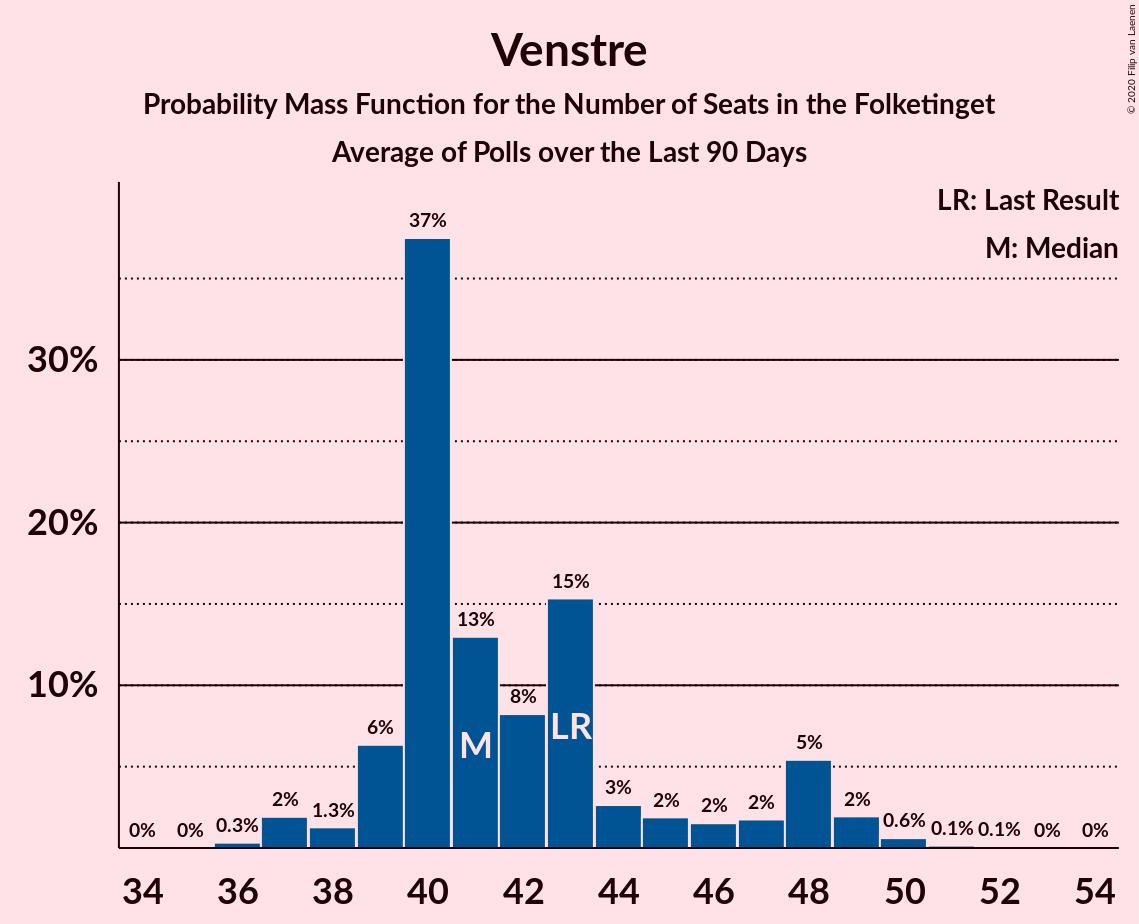 Venstre
Probability Mass Function for the Number of Seats in the Folketinget
Average of Polls over the Last 90 Days
© 2020 Filip van Laenen
LR: Last Result
M: Median
30%
20%
10%
0% 0% 0.3% 2% 1.3% 6% 37% 13% 8% 15% 3% 2% 2% 2% 5% 2% 0.6% 0.1% 0.1% 0% 0%
M LR
34 36 38 40 42 44 46 48 50 52 54